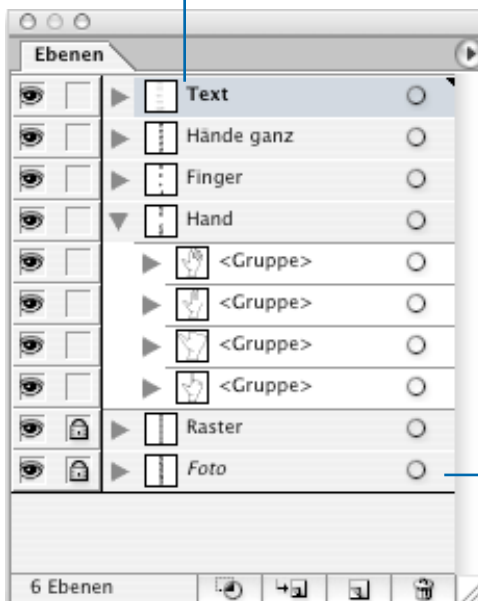 Ebenen
Text
Hände ganz
Finger
Hand
<Gruppe>
<Gruppe>
<Gruppe>
<Gruppe>
Raster
Foto
6 Ebenen